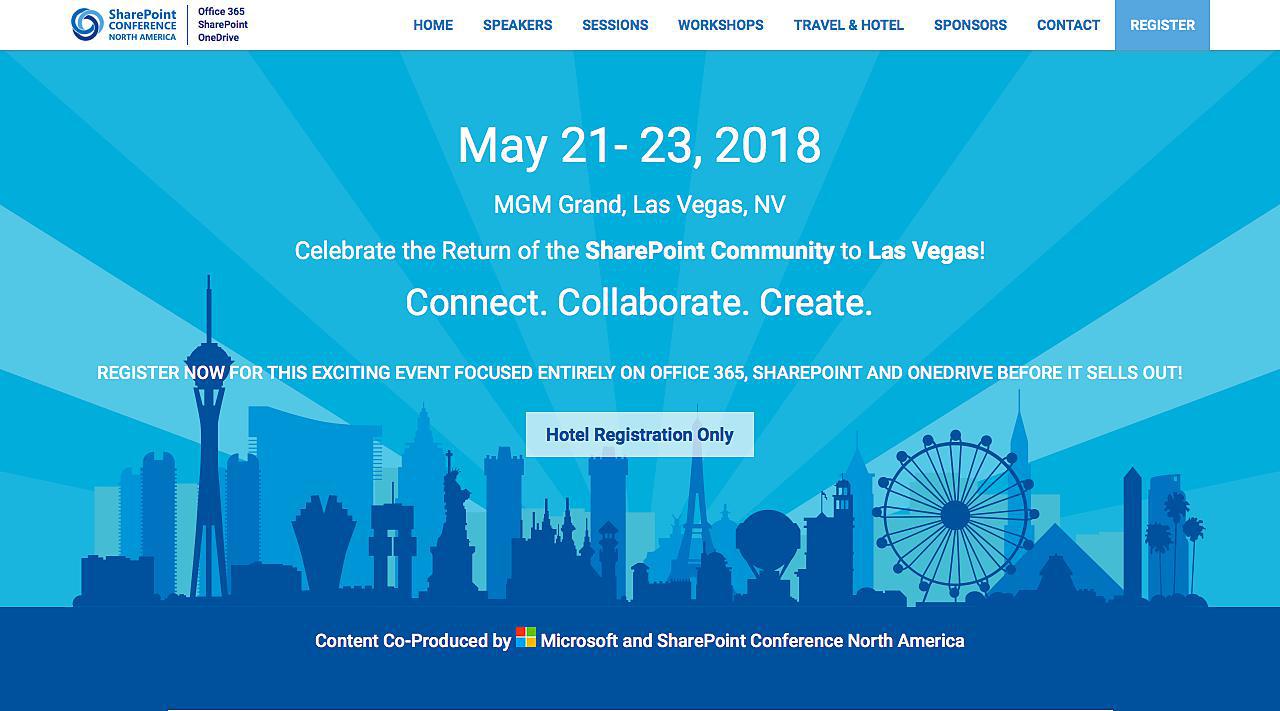 SharePoint
CONFERENCE
NORTH AMERICA
Office 365
SharePoint
OneDrive
HOME SPEAKERS SESSIONS WORKSHOPS TRAVEL & HOTEL SPONSORS CONTACT REGISTER
May 21- 23, 2018
MGM Grand, Las Vegas, NV
Celebrate the Return of the SharePoint Community to Las Vegas!
Connect. Collaborate. Create.
REGISTER NOW FOR THIS EXCITING EVENT FOCUSED ENTIRELY ON OFFICE 365, SHAREPOINT AND ONEDRIVE BEFORE IT SELLS OUT!
Hotel Registration Only
Content Co-Produced by Microsoft and SharePoint Conference North America